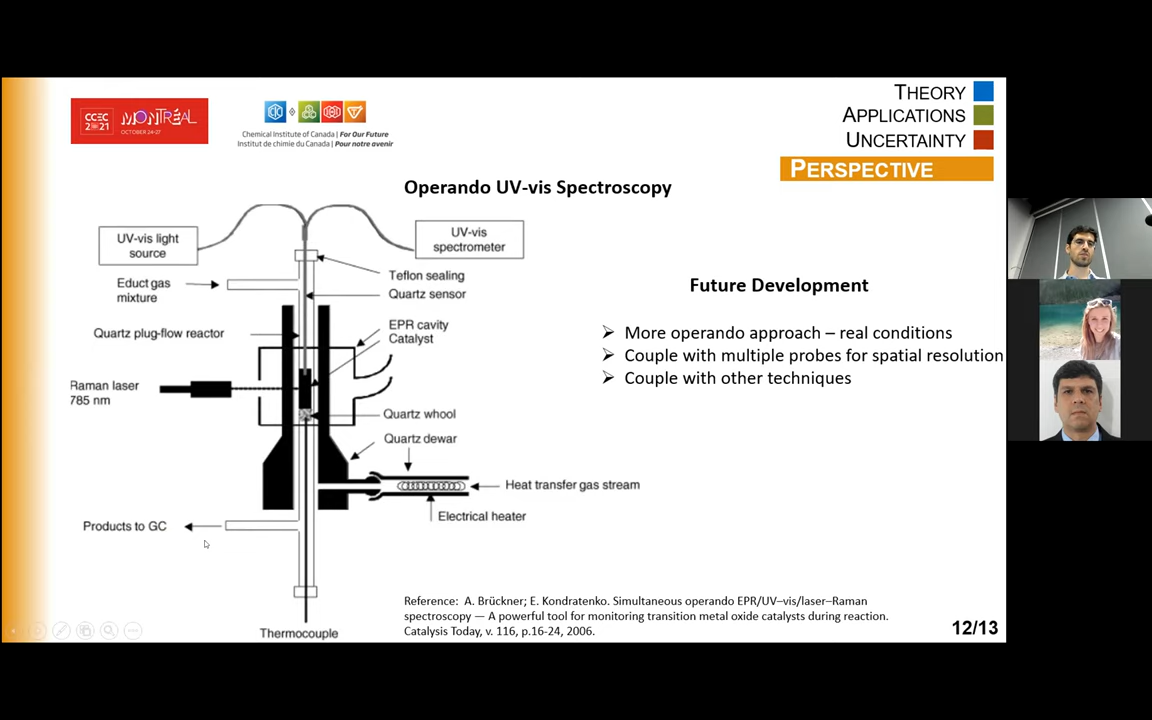 CCEC
2021
MONTRÉAL
OCTOBER 24-27
Chemical Institute of Canada | For Our Future
Institut de chimie du Canada | Pour notre avenir
THEORY
APPLICATIONS
UNCERTAINTY
PERSPECTIVE
Operando UV-vis Spectroscopy
UV-vis light
source
UV-vis
spectrometer
Teflon sealing
Educt gas
mixture
Quartz sensor
Quartz plug-flow reactor
EPR cavity
Catalyst
Raman laser
785 nm
Quartz whool
Quartz dewar
Heat transfer gas stream
Electrical heater
Products to GC
Thermocouple
Future Development
More operando approach – real conditions
Couple with multiple probes for spatial resolution
Couple with other techniques
Reference: A. Brückner; E. Kondratenko. Simultaneous operando EPR/UV–vis/laser–Raman
spectroscopy — A powerful tool for monitoring transition metal oxide catalysts during reaction.
Catalysis Today, v. 116, p.16-24, 2006.
12/13